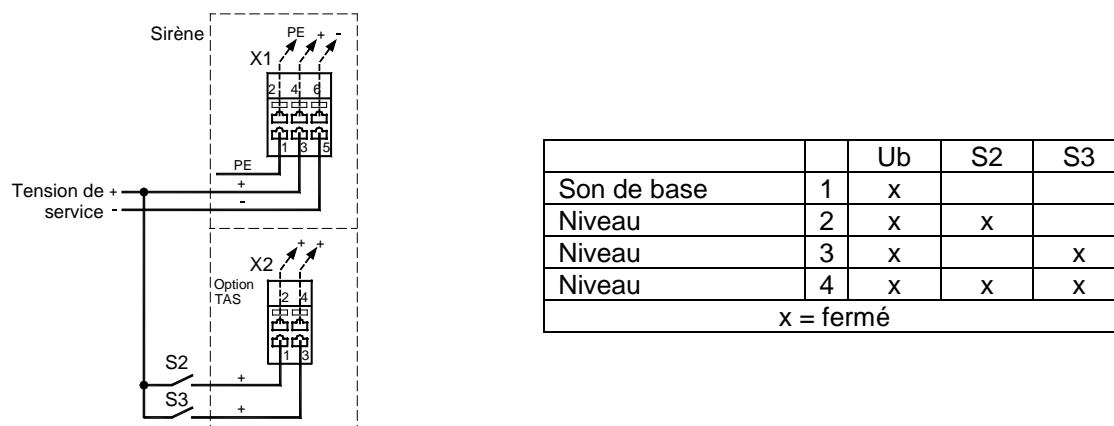 Sirène
PE + -
X1
2 4 6
1 3 5
PE
Tension de +
+
service -
-
+ +
X2
Option
TAS
2 4
1 3
S2
+
S3
+
Ub S2 S3
Son de base 1 x
Niveau 2 x x
Niveau 3 x x
Niveau 4 x x x
x = fermé